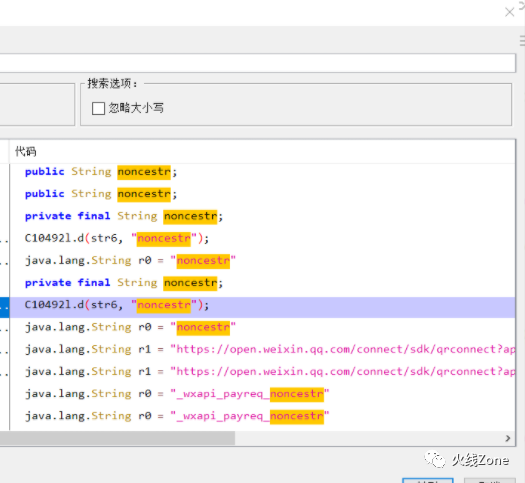 搜索选项：
忽略大小写
代码
public String noncestr;
public String noncestr;
private final String noncestr;
C10492l.d(str6, "noncestr");
java.lang.String r0 = "noncestr"
private final String noncestr;
C10492l.d(str6, "noncestr");
java.lang.String r0 = "noncestr"
java.lang.String r1 = "https://open.weixin.qq.com/connect/sdk/qrconnect?ap
java.lang.String r1 = "https://open.weixin.qq.com/connect/sdk/qrconnect?ap
java.lang.String r0 = "_wxapi_payreq_noncestr"
java.lang.String r0 = "_wxapi_payreq_noncestr"
火线Zone